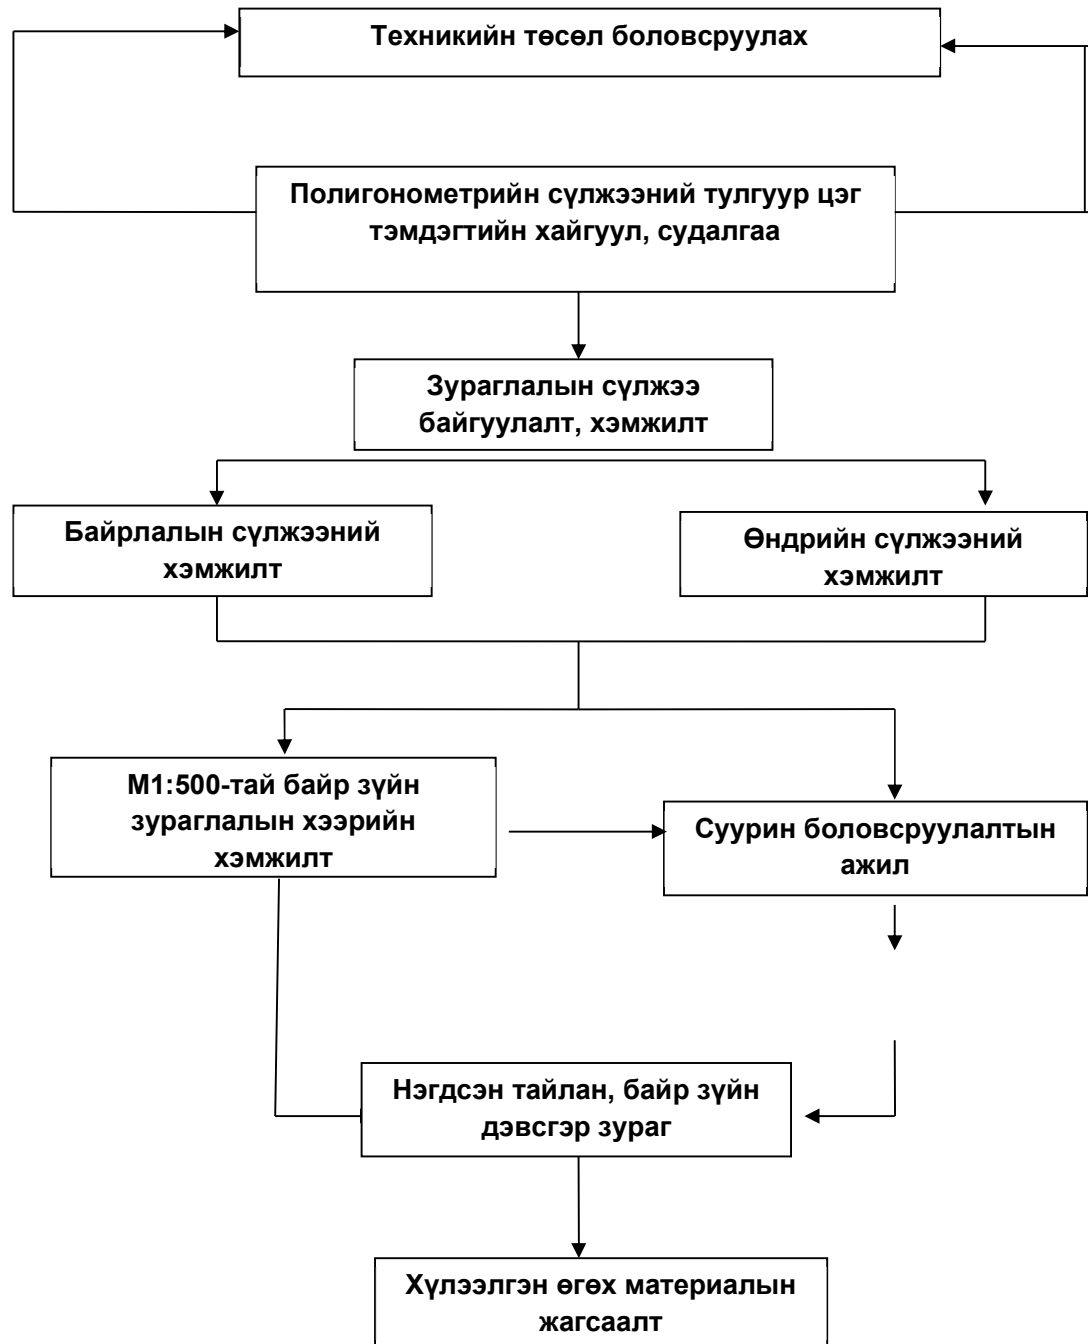 Техникийн төсөл боловсруулах
Полигонометрийн сүлжээний тулгуур цэг
тэмдэгтийн хайгуул, судалгаа
Зураглалын сүлжээ
байгуулалт, хэмжилт
Байрлалын сүлжээний
хэмжилт
Өндрийн сүлжээний
хэмжилт
М1:500-тай байр зүйн
зураглалын хээрийн
хэмжилт
Суурин боловсруулалтын
ажил
Нэгдсэн тайлан, байр зүйн
дэвсгэр зураг
Хүлээлгэн өгөх материалын
жагсаалт